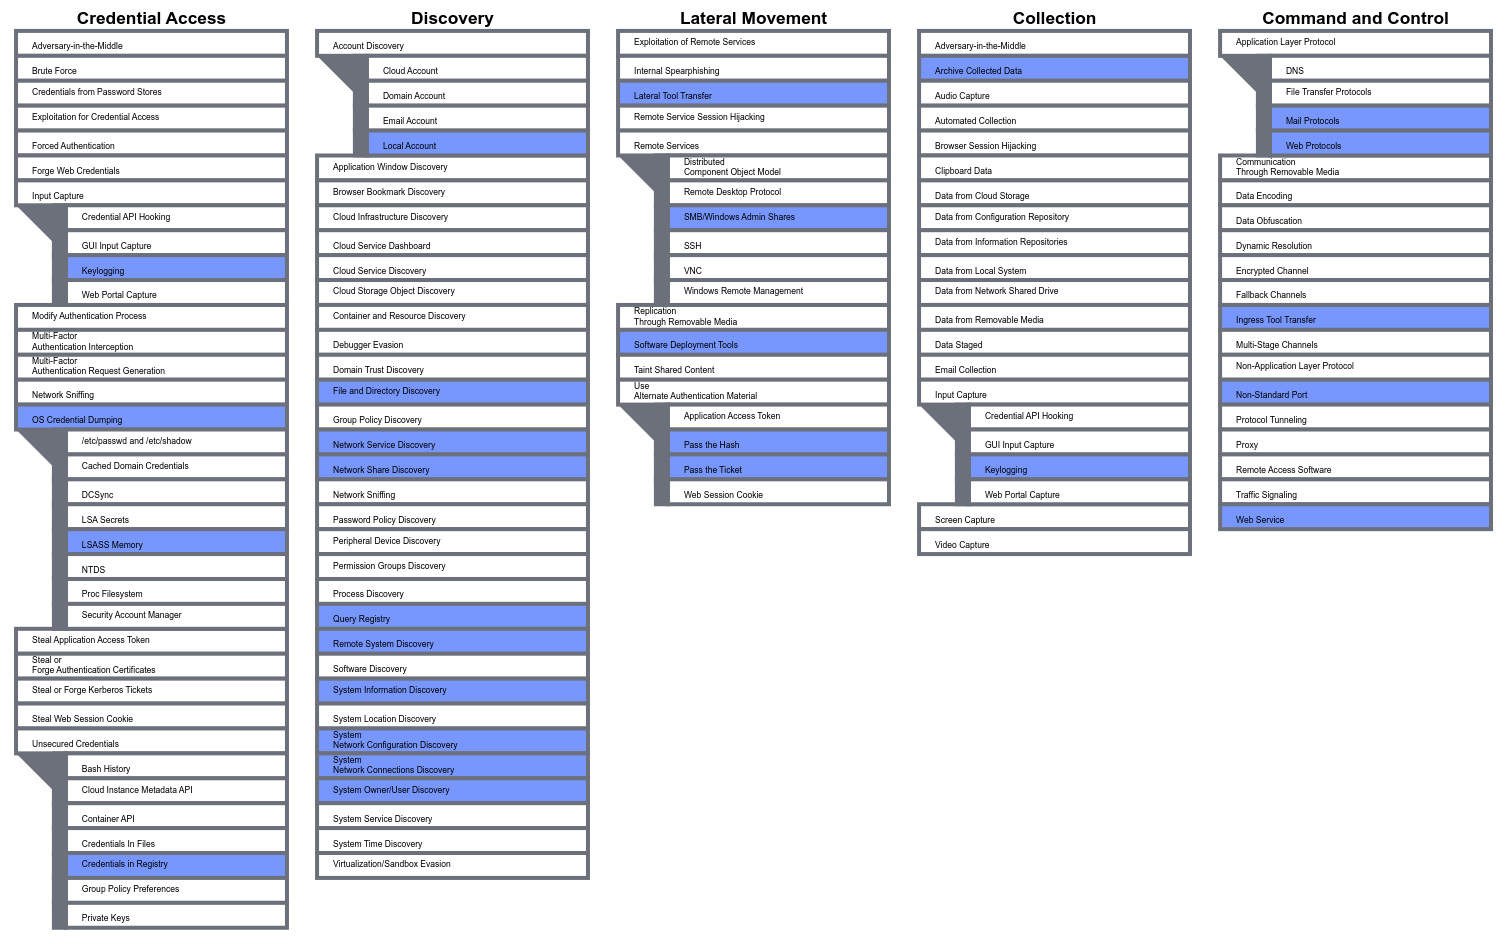 Credential Access
Adversary-in-the-Middle
Brute Force
Credentials from Password Stores
Exploitation for Credential Access
Forced Authentication
Forge Web Credentials
Input Capture
Credential API Hooking
GUI Input Capture
Keylogging
Web Portal Capture
Modify Authentication Process
Multi-Factor
Authentication Interception
Multi-Factor
Authentication Request Generation
Network Sniffing
OS Credential Dumping
/etc/passwd and /etc/shadow
Cached Domain Credentials
DCSync
LSA Secrets
LSASS Memory
NTDS
Proc Filesystem
Security Account Manager
Steal Application Access Token
Steal or
Forge Authentication Certificates
Steal or Forge Kerberos Tickets
Steal Web Session Cookie
Unsecured Credentials
Bash History
Cloud Instance Metadata API
Container API
Credentials In Files
Credentials in Registry
Group Policy Preferences
Private Keys
Discovery
Account Discovery
Cloud Account
Domain Account
Email Account
Local Account
Application Window Discovery
Browser Bookmark Discovery
Cloud Infrastructure Discovery
Cloud Service Dashboard
Cloud Service Discovery
Cloud Storage Object Discovery
Container and Resource Discovery
Debugger Evasion
Domain Trust Discovery
File and Directory Discovery
Group Policy Discovery
Network Service Discovery
Network Share Discovery
Network Sniffing
Password Policy Discovery
Peripheral Device Discovery
Permission Groups Discovery
Process Discovery
Query Registry
Remote System Discovery
Software Discovery
System Information Discovery
System Location Discovery
System
Network Configuration Discovery
System
Network Connections Discovery
System Owner/User Discovery
System Service Discovery
System Time Discovery
Virtualization/Sandbox Evasion
Lateral Movement
Exploitation of Remote Services
Internal Spearphishing
Lateral Tool Transfer
Remote Service Session Hijacking
Remote Services
Distributed
Component Object Model
Remote Desktop Protocol
SMB/Windows Admin Shares
SSH
VNC
Windows Remote Management
Replication
Through Removable Media
Software Deployment Tools
Taint Shared Content
Use
Alternate Authentication Material
Application Access Token
Pass the Hash
Pass the Ticket
Web Session Cookie
Collection
Adversary-in-the-Middle
Archive Collected Data
Audio Capture
Automated Collection
Browser Session Hijacking
Clipboard Data
Data from Cloud Storage
Data from Configuration Repository
Data from Information Repositories
Data from Local System
Data from Network Shared Drive
Data from Removable Media
Data Staged
Email Collection
Input Capture
Credential API Hooking
GUI Input Capture
Keylogging
Web Portal Capture
Screen Capture
Video Capture
Command and Control
Application Layer Protocol
DNS
File Transfer Protocols
Mail Protocols
Web Protocols
Communication
Through Removable Media
Data Encoding
Data Obfuscation
Dynamic Resolution
Encrypted Channel
Fallback Channels
Ingress Tool Transfer
Multi-Stage Channels
Non-Application Layer Protocol
Non-Standard Port
Protocol Tunneling
Proxy
Remote Access Software
Traffic Signaling
Web Service